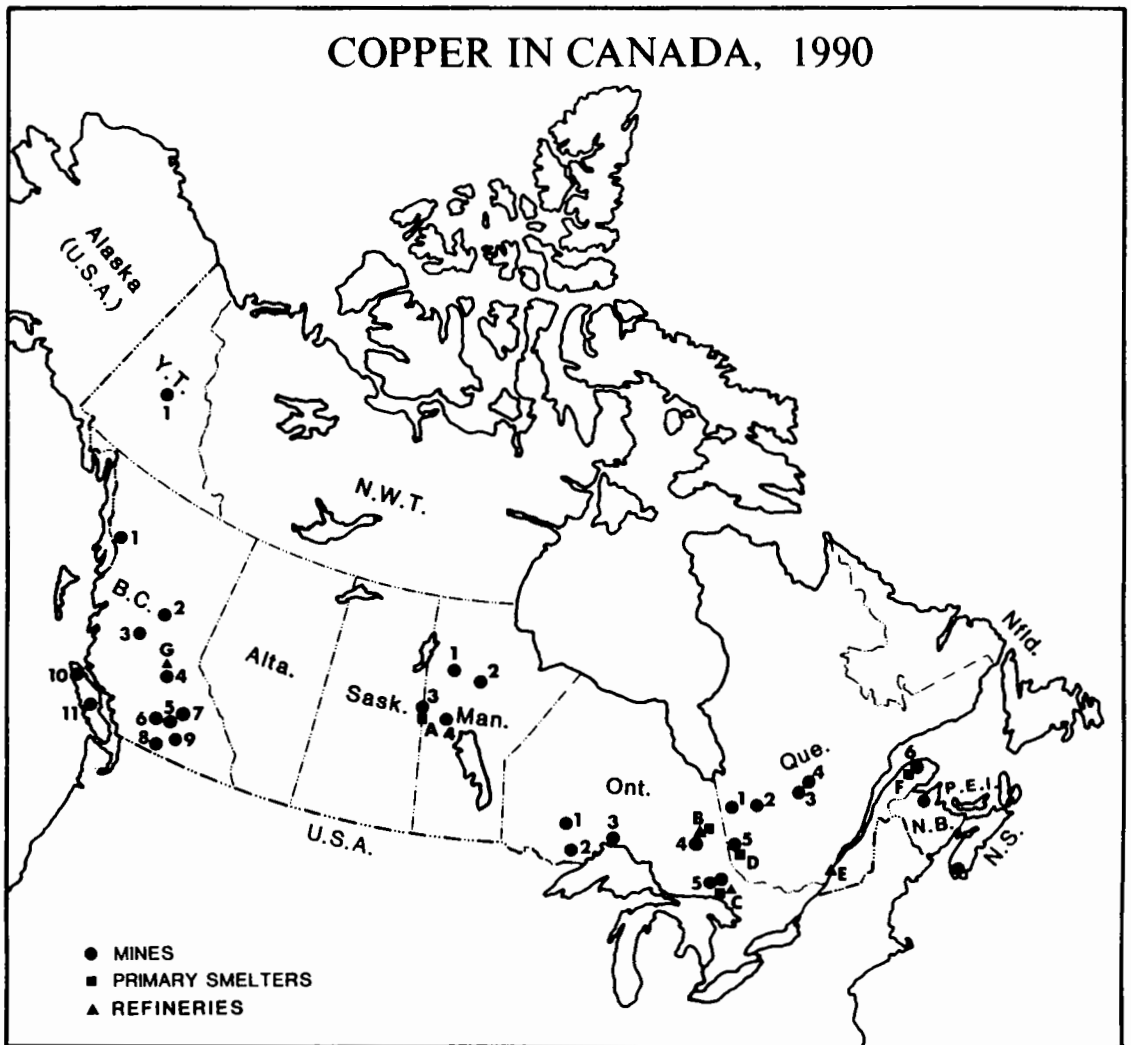 COPPER IN CANADA, 1990
Alaska
(U.S.A.)
Y.T.
1
N.W.T.
1
B.C.
2
3
G
4
10
11
5
6
7
8
9
Alta.
Sask.
1
2
3
A
4
Man.
U.S.A.
Ont.
1
2
3
B
4
5
C
Que.
1
2
3
4
5
D
E
6
F
Nfld.
P.E.I.
N.B.
N.S.
MINES
PRIMARY SMELTERS
REFINERIES